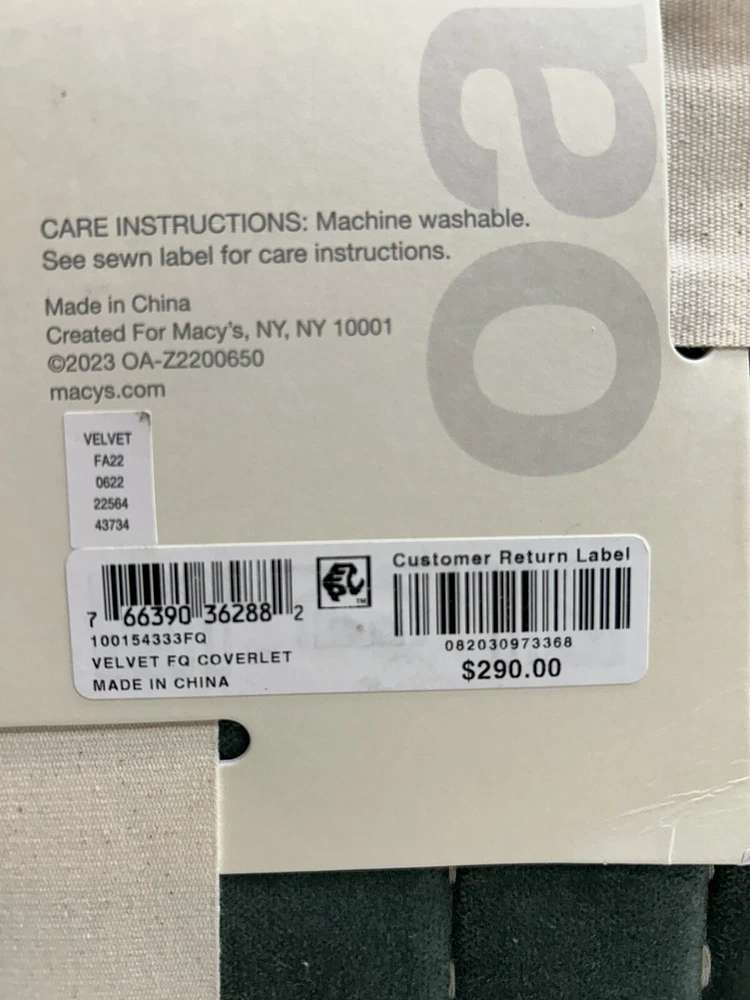 oa
CARE INSTRUCTIONS: Machine washable.
See sewn label for care instructions.
Made in China
Created For Macy's, NY, NY 10001
©2023 OA-Z2200650
macys.com
VELVET
FA22
0622
22564
43734
Customer Return Label
7 66390 36288 2
100154333FQ
VELVET FQ COVERLET
MADE IN CHINA
TM
082030973368
$290.00